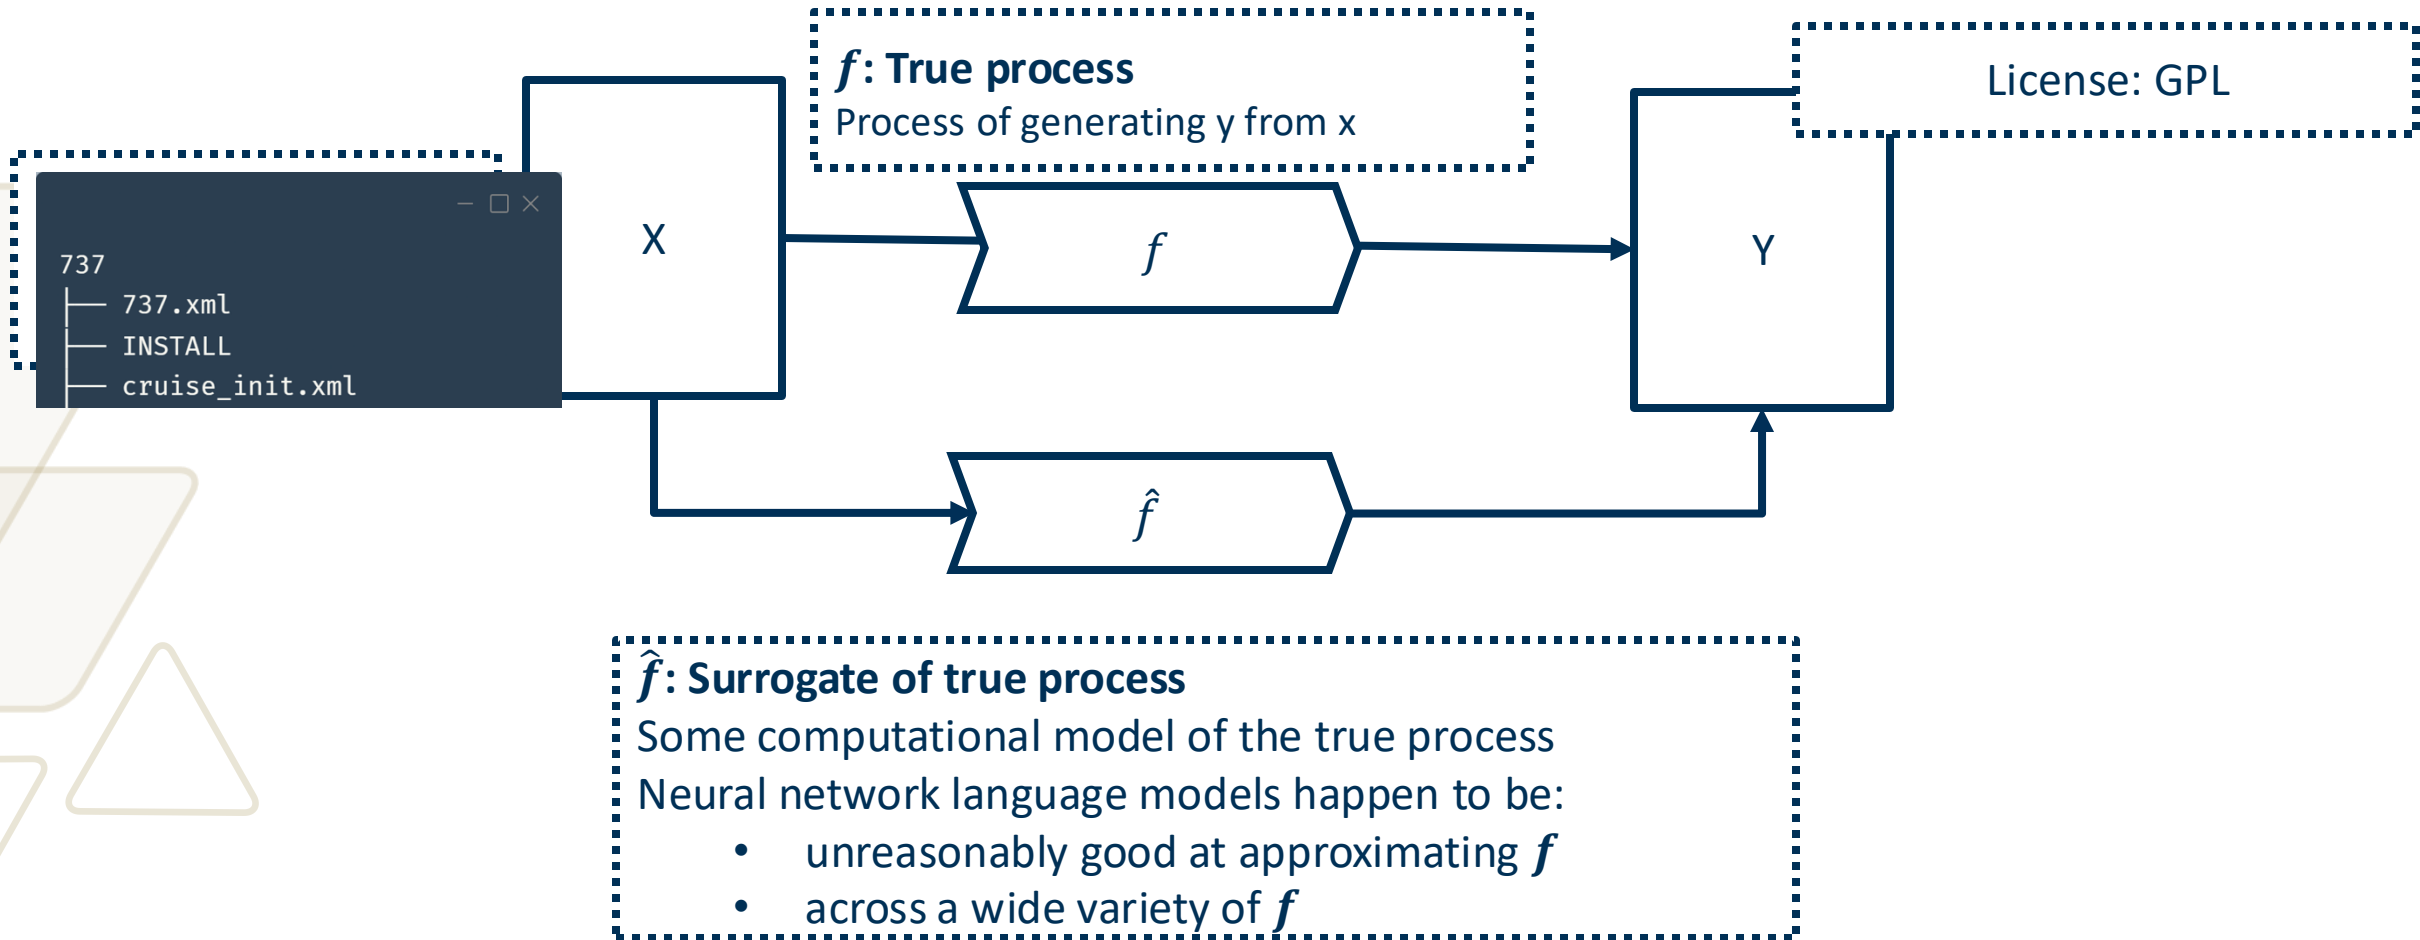 f: True process
Process of generating y from x
License: GPL
737
├── 737.xml
├── INSTALL
├── cruise_init.xml
X
f
Y
f̂
f̂: Surrogate of true process
Some computational model of the true process
Neural network language models happen to be:
• unreasonably good at approximating f
• across a wide variety of f